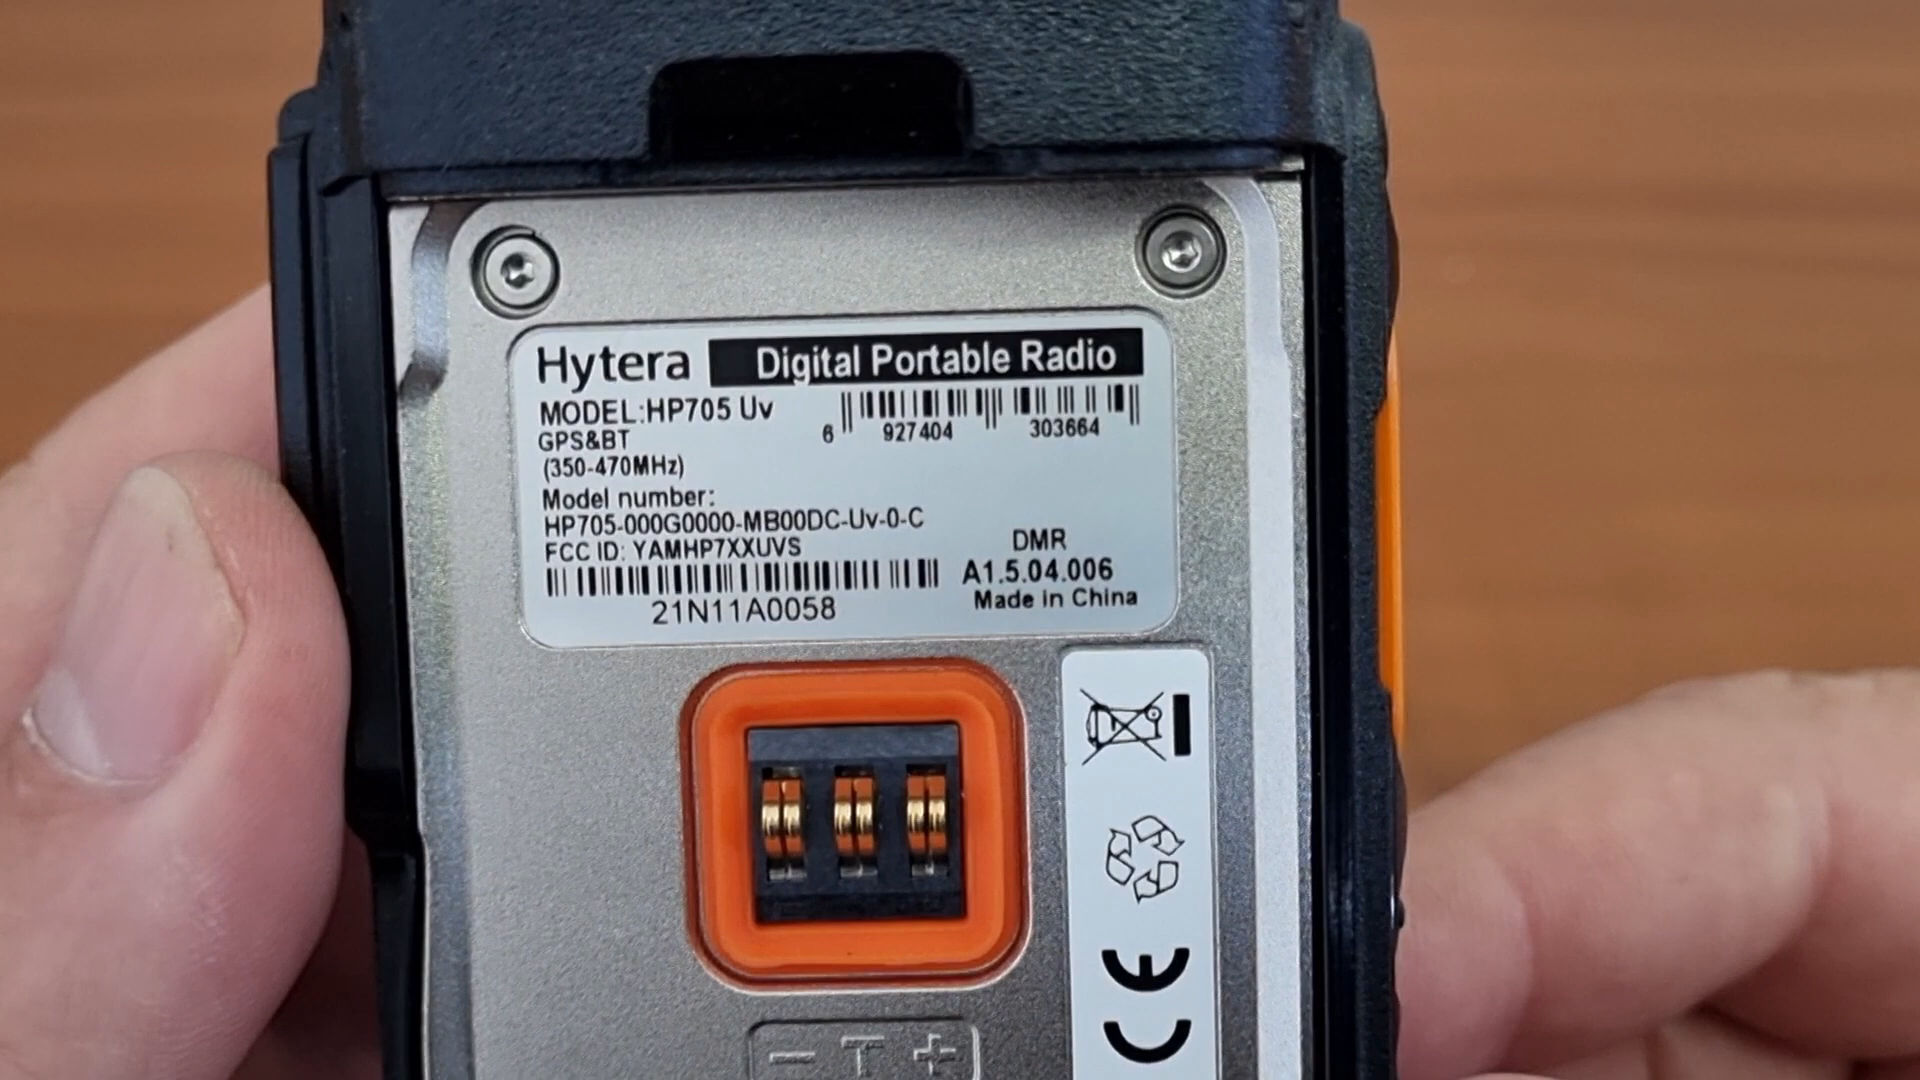 Hytera Digital Portable Radio
MODEL:HP705 Uv
GPS&BT
6 927404 303664
(350-470MHz)
Model number:
HP705-000G0000-MB00DC-Uv-0-C
FCC ID: YAMHP7XXUVS
DMR
A1.5.04.006
21N11A0058
Made in China
CE
- T +